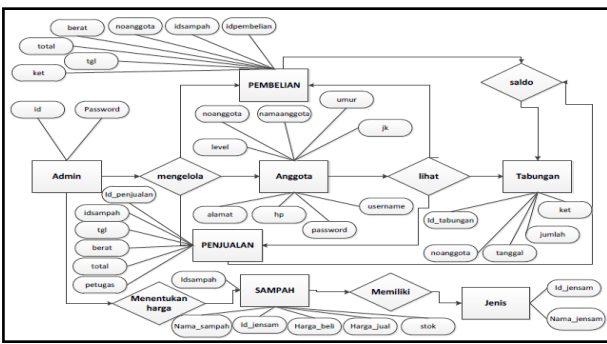 berat
noanggota
idsampah
idpembelian
total
tgl
ket
PEMBELIAN
saldo
id
Password
noanggota
namaanggota
umur
jk
level
Admin
mengelola
Anggota
lihat
Tabungan
Id_penjualan
idsampah
tgl
berat
total
petugas
alamat
hp
password
username
Id_tabungan
ket
jumlah
noanggota
tanggal
PENJUALAN
Idsampah
SAMPAH
Menentukan
harga
Memiliki
Jenis
Id_jensam
Nama_jensam
Nama_sampah
Id_jensam
Harga_beli
Harga_jual
stok